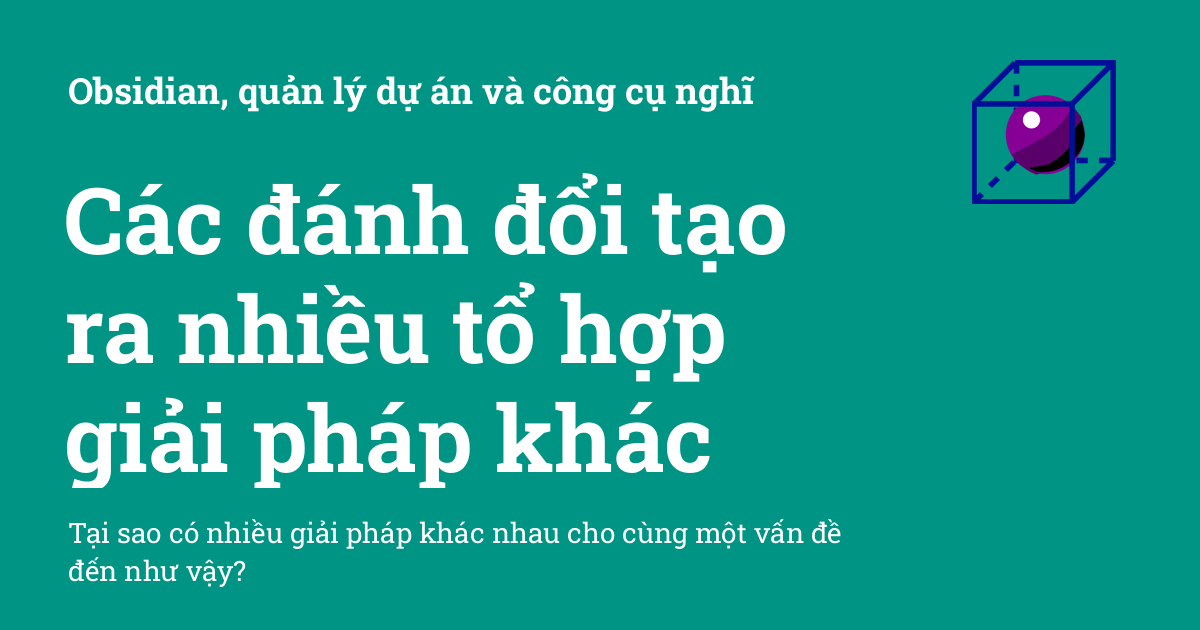 Obsidian, quản lý dự án và công cụ nghĩ
Các đánh đổi tạo
ra nhiều tổ hợp
giải pháp khác
Tại sao có nhiều giải pháp khác nhau cho cùng một vấn đề
đến như vậy?